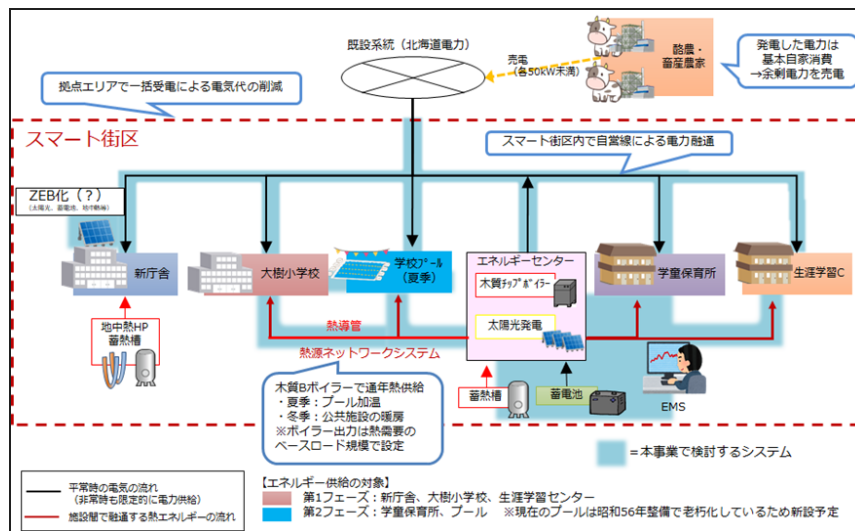 既設系統（北海道電力）
売電
（各50kW未満）
酪農・
畜産農家
発電した電力は
基本自家消費
→余剰電力を売電
拠点エリアで一括受電による電気代の削減
スマート街区
スマート街区内で自営線による電力融通
ZEB化（？）
（太陽光、蓄電池、地中熱等）
新庁舎
大樹小学校
学校ﾌﾟｰﾙ
（夏季）
エネルギーセンター
木質ﾁｯﾌﾟﾎﾞｲﾗｰ
太陽光発電
学童保育所
生涯学習C
地中熱HP
蓄熱槽
熱導管
熱源ネットワークシステム
木質Bボイラーで通年熱供給
・夏季：プール加温
・冬季：公共施設の暖房
※ボイラー出力は熱需要の
ベースロード規模で設定
蓄熱槽
蓄電池
EMS
＝本事業で検討するシステム
平常時の電気の流れ
（非常時も限定的に電力供給）
施設間で融通する熱エネルギーの流れ
【エネルギー供給の対象】
第1フェーズ：新庁舎、大樹小学校、生涯学習センター
第2フェーズ：学童保育所、プール　※現在のプールは昭和56年整備で老朽化しているため新設予定